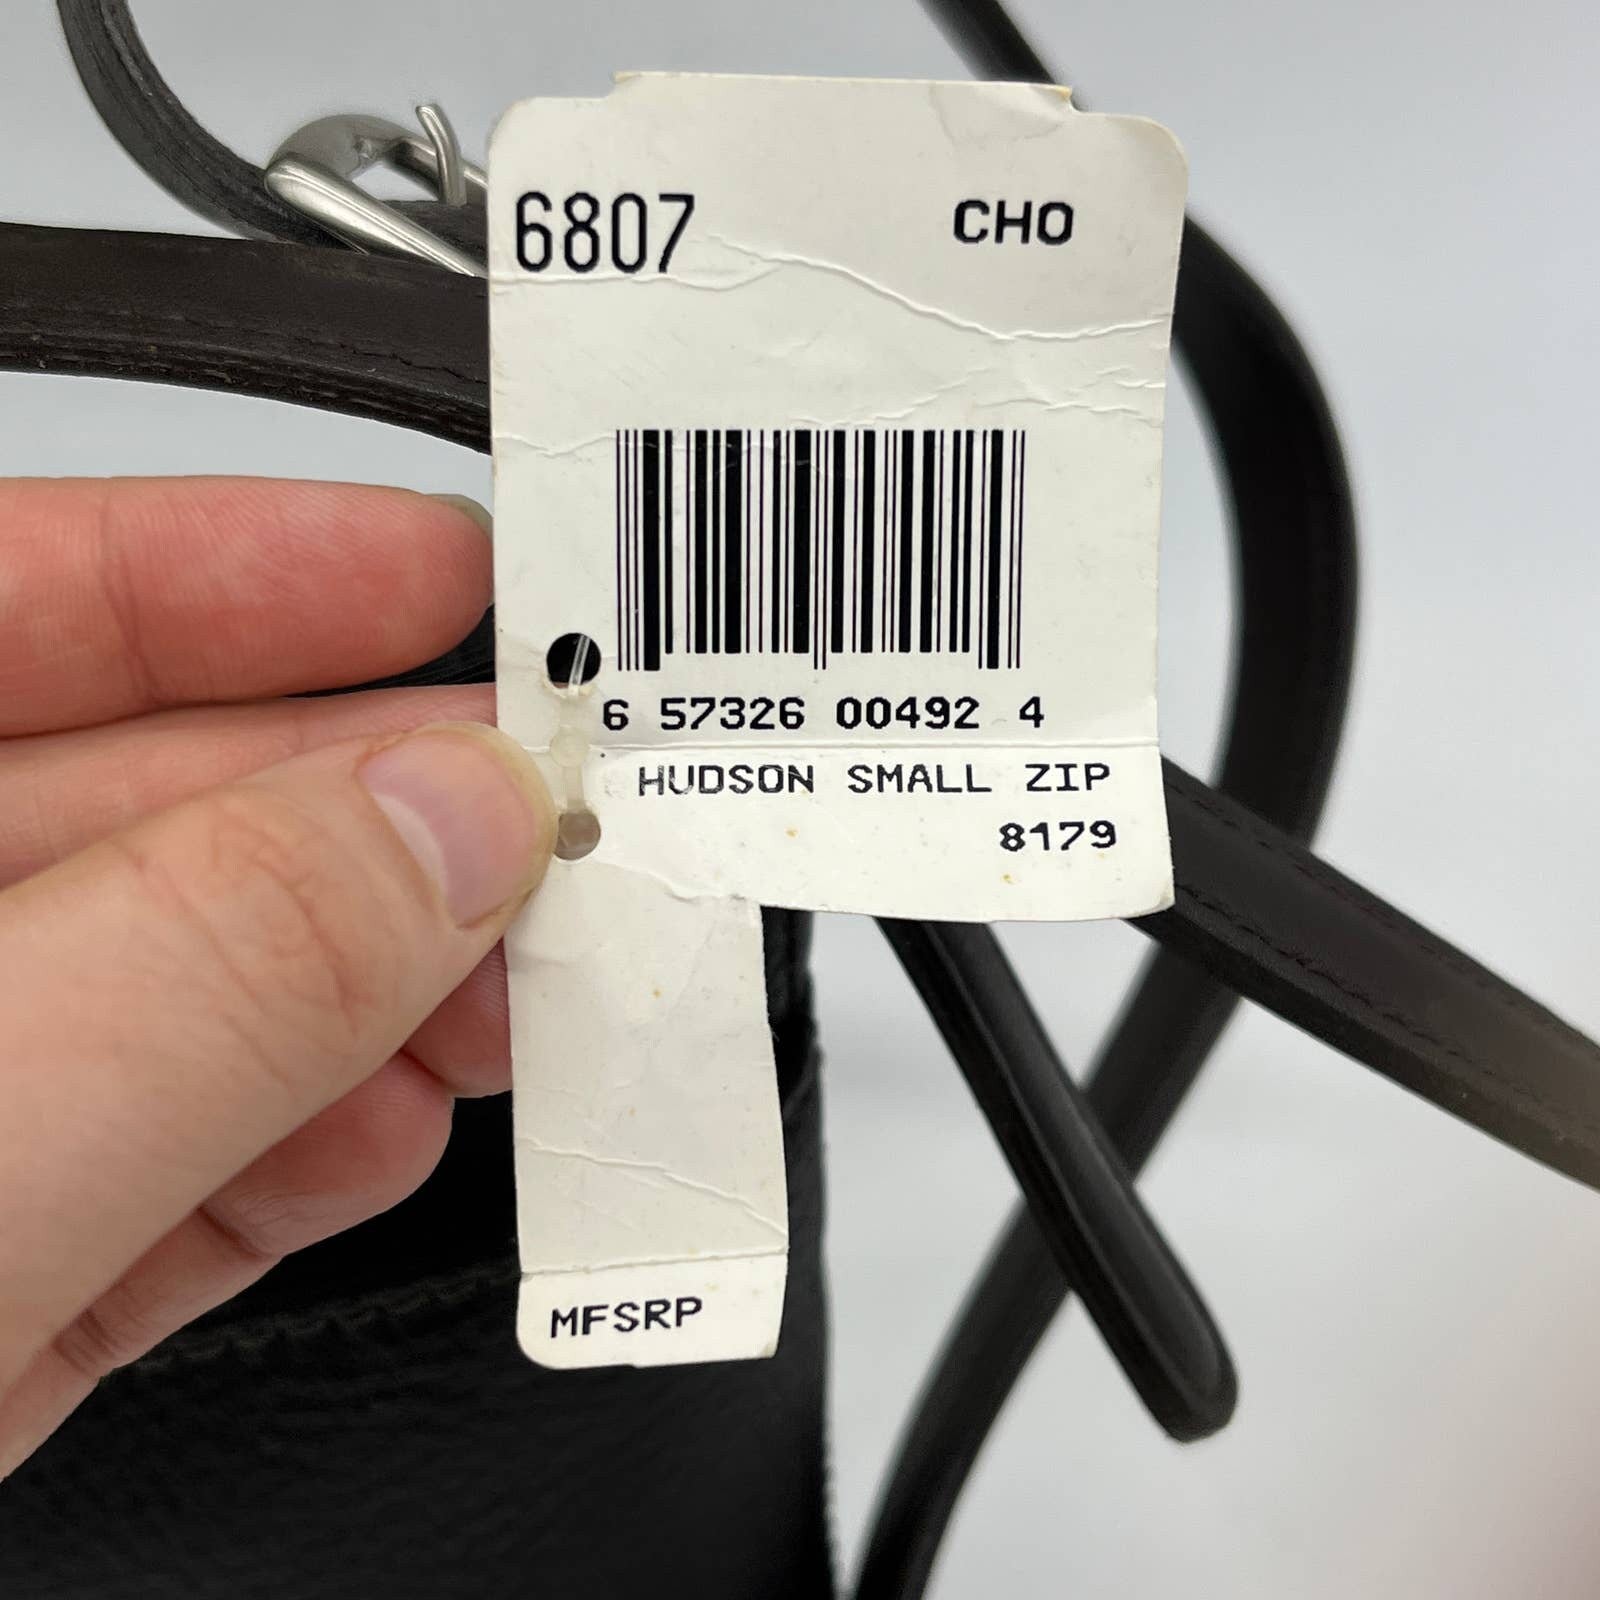 6807 CHO
6 57326 00492 4
HUDSON SMALL ZIP
8179
MFSRP